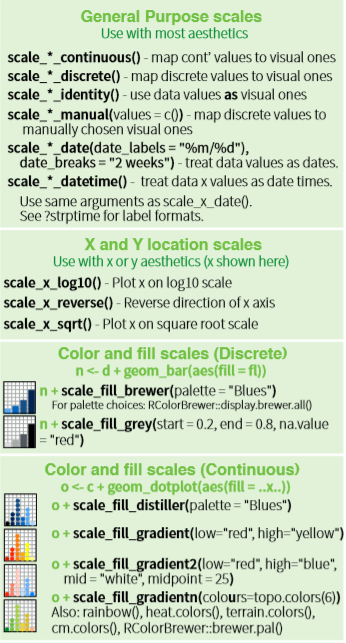 General Purpose scales
Use with most aesthetics
scale_*_continuous() - map cont' values to visual ones
scale_*_discrete() - map discrete values to visual ones
scale_*_identity() - use data values as visual ones
scale_*_manual(values = c()) - map discrete values to
manually chosen visual ones
scale_*_date(date_labels = "%m/%d"),
date_breaks = "2 weeks") - treat data values as dates.
scale_*_datetime() - treat data x values as date times.
Use same arguments as scale_x_date().
See ?strptime for label formats.
X and Y location scales
Use with x or y aesthetics (x shown here)
scale_x_log10() - Plot x on log10 scale
scale_x_reverse() - Reverse direction of x axis
scale_x_sqrt() - Plot x on square root scale
Color and fill scales (Discrete)
n <- d + geom_bar(aes(fill = fl))
n + scale_fill_brewer(palette = "Blues")
For palette choices: RColorBrewer::display.brewer.all()
n + scale_fill_grey(start = 0.2, end = 0.8, na.value
= "red")
Color and fill scales (Continuous)
o <- c + geom_dotplot(aes(fill = ..x..))
o + scale_fill_distiller(palette = "Blues")
o + scale_fill_gradient(low="red", high="yellow")
o + scale_fill_gradient2(low="red", high="blue",
mid = "white", midpoint = 25)
o + scale_fill_gradientn(colours=topo.colors(6))
Also: rainbow(), heat.colors(), terrain.colors(),
cm.colors(), RColorBrewer::brewer.pal()